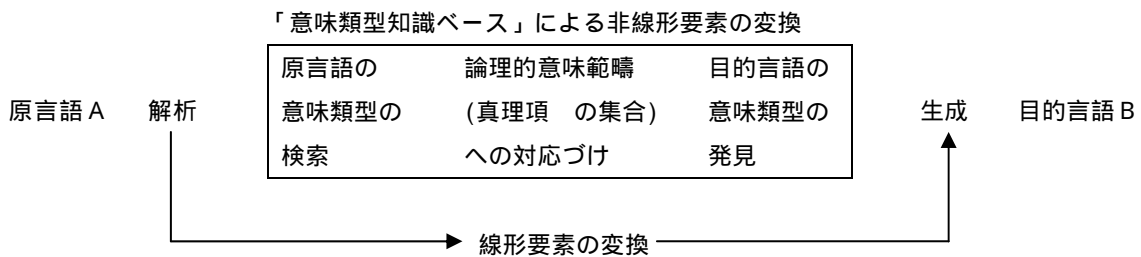 「意味類型知識ベース」による非線形要素の変換
原言語の 論理的意味範疇 目的言語の
原言語A 解析 意味類型の (真理項 の集合) 意味類型の 生成 目的言語B
検索 への対応づけ 発見
線形要素の変換